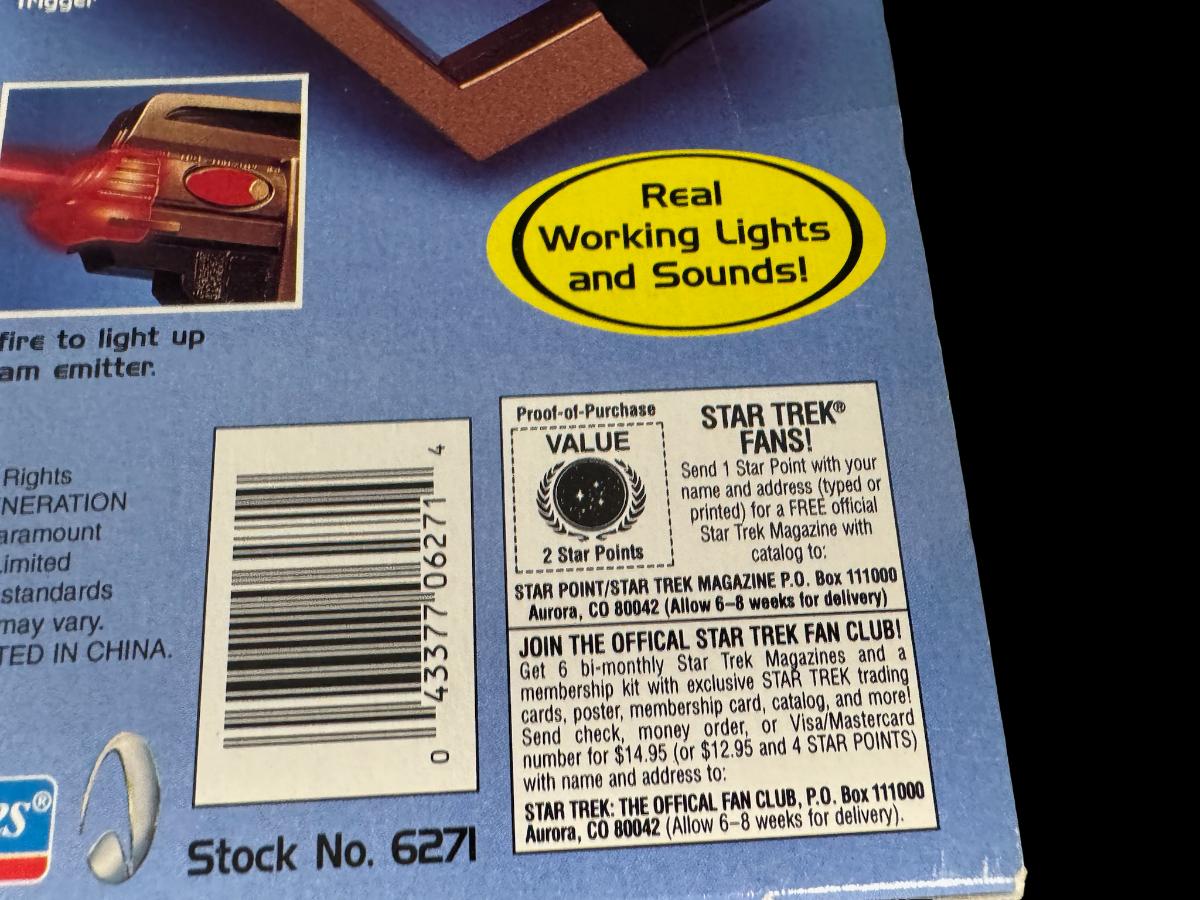 Trigger
Real
Working Lights
and Sounds!
fire to light up
am emitter.
Rights
NERATION
aramount
Limited
standards
may vary.
TED IN CHINA.
0 43377 06271 4
Stock No. 6271
es®
Proof-of-Purchase
VALUE
2 Star Points
STAR TREK®
FANS!
Send 1 Star Point with your
name and address (typed or
printed) for a FREE official
Star Trek Magazine with
catalog to:
STAR POINT/STAR TREK MAGAZINE P.O. Box 111000
Aurora, CO 80042 (Allow 6–8 weeks for delivery)
JOIN THE OFFICAL STAR TREK FAN CLUB!
Get 6 bi-monthly Star Trek Magazines and a
membership kit with exclusive STAR TREK trading
cards, poster, membership card, catalog, and more!
Send check, money order, or Visa/Mastercard
number for $14.95 (or $12.95 and 4 STAR POINTS)
with name and address to:
STAR TREK: THE OFFICAL FAN CLUB, P.O. Box 111000
Aurora, CO 80042 (Allow 6–8 weeks for delivery).